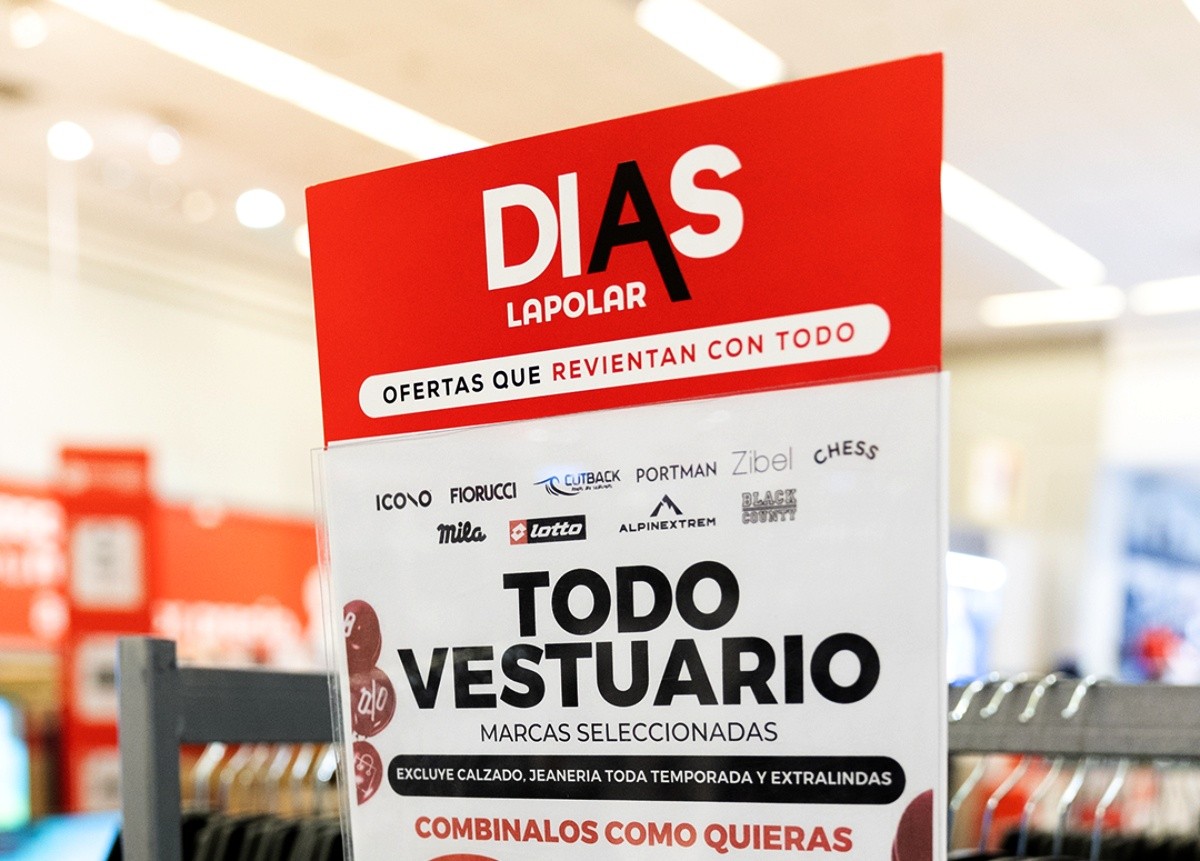 DIAS
LAPOLAR
OFERTAS QUE REVIENTAN CON TODO
ICONO FIORUCCI CUTBACK PORTMAN Zibel CHESS
mila lotto ALPINEXTREM BLACK COUNTY
TODO
VESTUARIO
MARCAS SELECCIONADAS
EXCLUYE CALZADO, JEANERIA TODA TEMPORADA Y EXTRALINDAS
COMBINALOS COMO QUIERAS